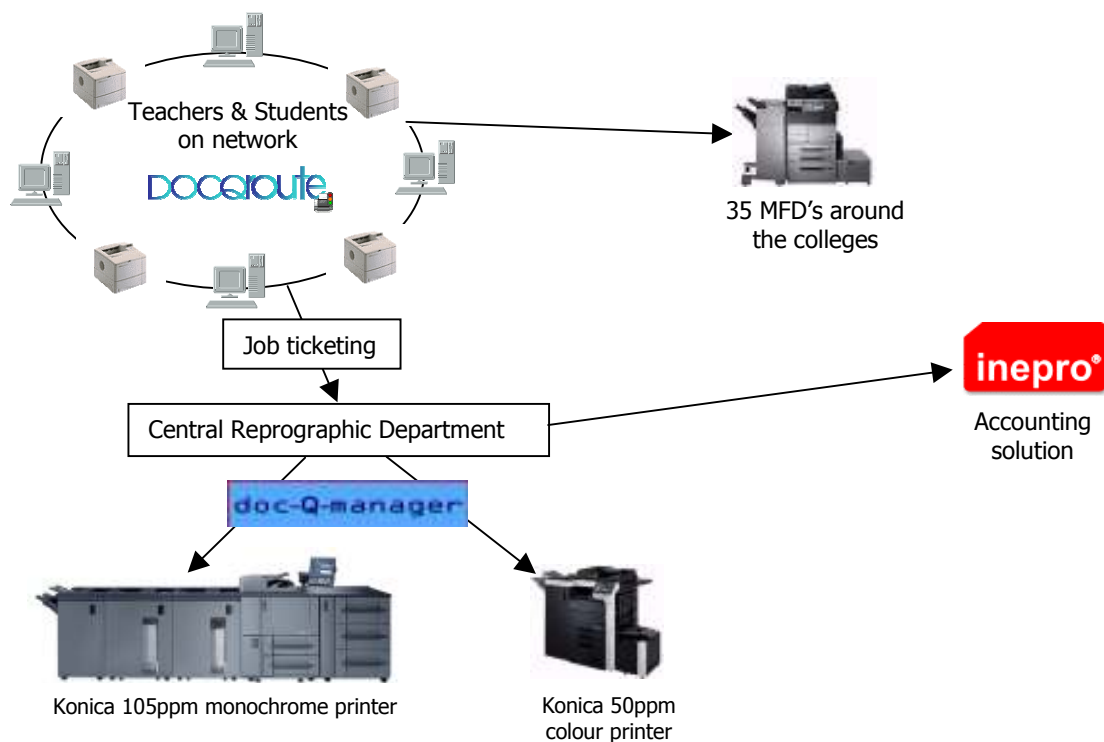 Teachers & Students
on network
DOCQroute
35 MFD's around
the colleges
Job ticketing
inepro®
Central Reprographic Department
Accounting
solution
doc-Q-manager
Konica 105ppm monochrome printer
Konica 50ppm
colour printer